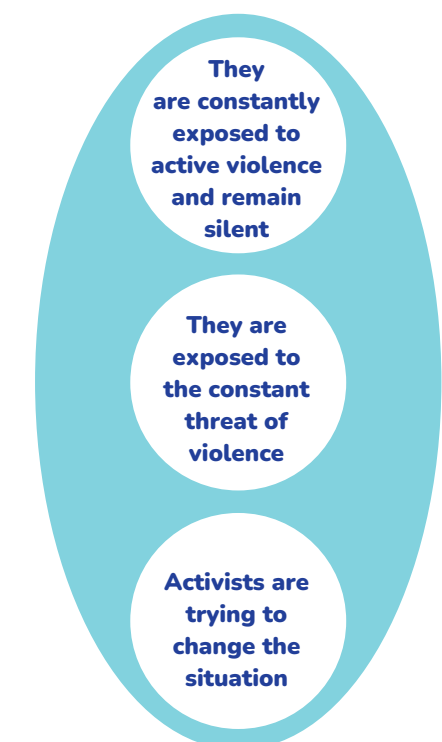 They
are constantly
exposed to
active violence
and remain
silent
They are
exposed to
the constant
threat of
violence
Activists are
trying to
change the
situation